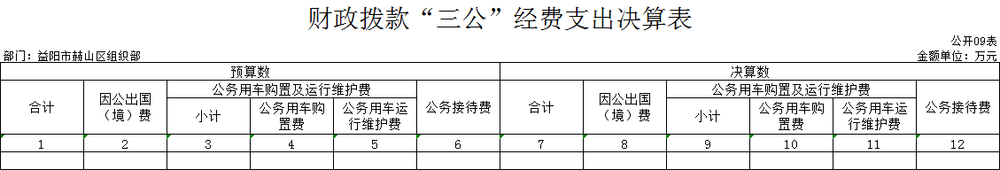 财政拨款“三公”经费支出决算表
公开09表
部门：益阳市赫山区组织部 金额单位：万元
预算数 决算数
合计 因公出国（境）费 公务用车购置及运行维护费 公务接待费 合计 因公出国（境）费 公务用车购置及运行维护费 公务接待费
小计 公务用车购置费 公务用车运行维护费 小计 公务用车购置费 公务用车运行维护费
1 2 3 4 5 6 7 8 9 10 11 12